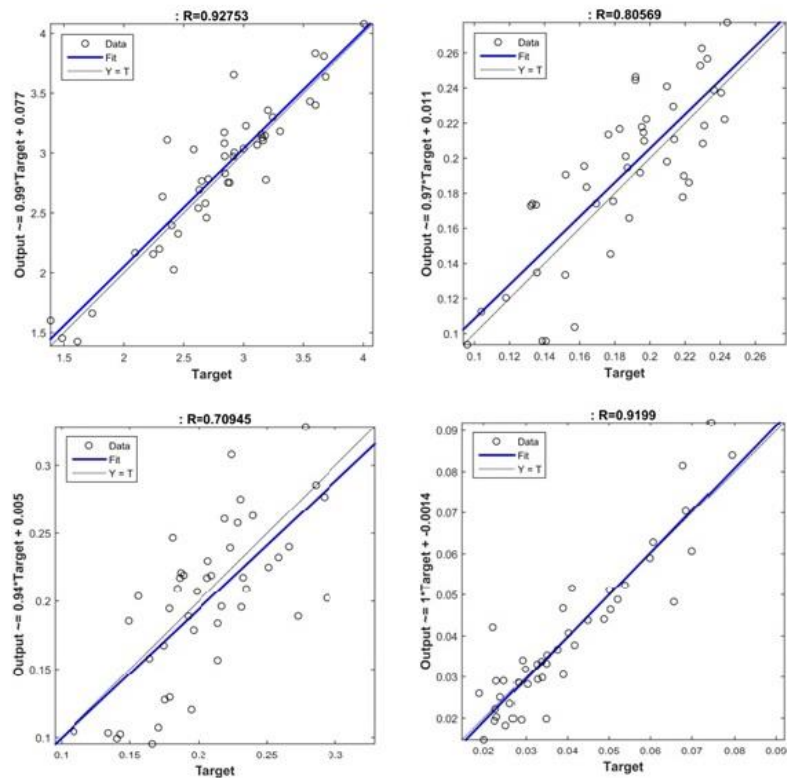 : R=0.92753
Data
Fit
Y = T
Output ~= 0.99*Target + 0.077
4
3.5
3
2.5
2
1.5
1.5
2
2.5
3
3.5
4
Target
: R=0.80569
Data
Fit
Y = T
Output ~= 0.97*Target + 0.011
0.26
0.24
0.22
0.2
0.18
0.16
0.14
0.12
0.1
0.1
0.12
0.14
0.16
0.18
0.2
0.22
0.24
0.26
Target
: R=0.70945
Data
Fit
Y = T
Output ~= 0.94*Target + 0.005
0.3
0.25
0.2
0.15
0.1
0.1
0.15
0.2
0.25
0.3
Target
: R=0.9199
Data
Fit
Y = T
Output ~= 1*Target + -0.0014
0.09
0.08
0.07
0.06
0.05
0.04
0.03
0.02
0.02
0.03
0.04
0.05
0.06
0.07
0.08
0.09
Target